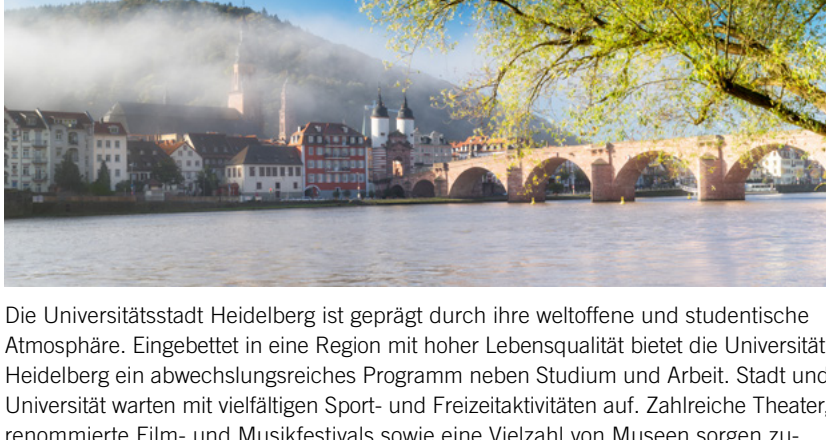 Die Universitätsstadt Heidelberg ist geprägt durch ihre weltoffene und studentische
Atmosphäre. Eingebettet in eine Region mit hoher Lebensqualität bietet die Universität
Heidelberg ein abwechslungsreiches Programm neben Studium und Arbeit. Stadt und
Universität warten mit vielfältigen Sport- und Freizeitaktivitäten auf. Zahlreiche Theater,
renommierte Film- und Musikfestivals sowie eine Vielzahl von Museen sorgen zu-